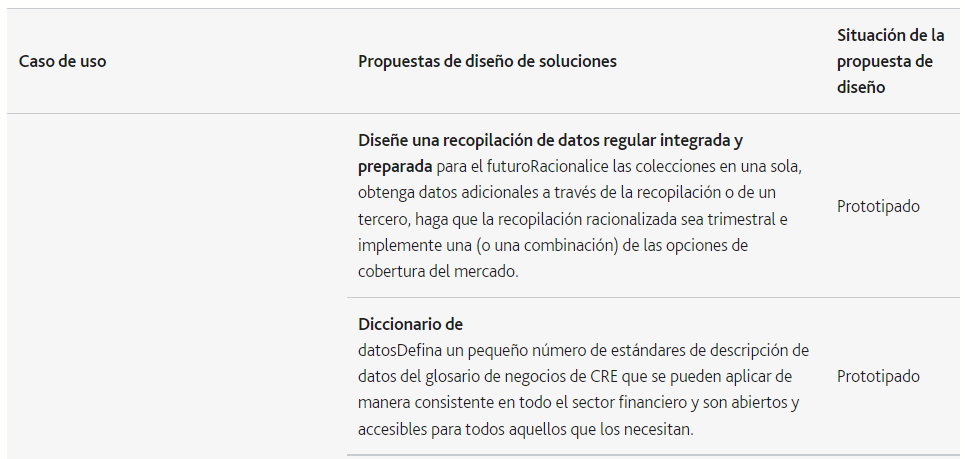 Caso de uso
Propuestas de diseño de soluciones
Situación de la
propuesta de
diseño
Diseñe una recopilación de datos regular integrada y
preparada para el futuroRacionalice las colecciones en una sola,
obtenga datos adicionales a través de la recopilación o de un
tercero, haga que la recopilación racionalizada sea trimestral e
implemente una (o una combinación) de las opciones de
cobertura del mercado.
Prototipado
Diccionario de
datosDefina un pequeño número de estándares de descripción de
datos del glosario de negocios de CRE que se pueden aplicar de
manera consistente en todo el sector financiero y son abiertos y
accesibles para todos aquellos que los necesitan.
Prototipado